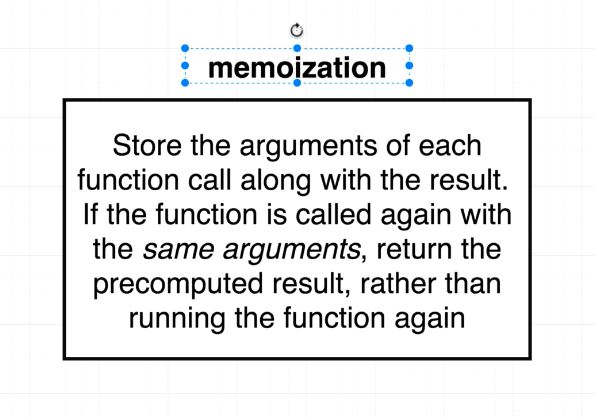 memoization
Store the arguments of each
function call along with the result.
If the function is called again with
the same arguments, return the
precomputed result, rather than
running the function again